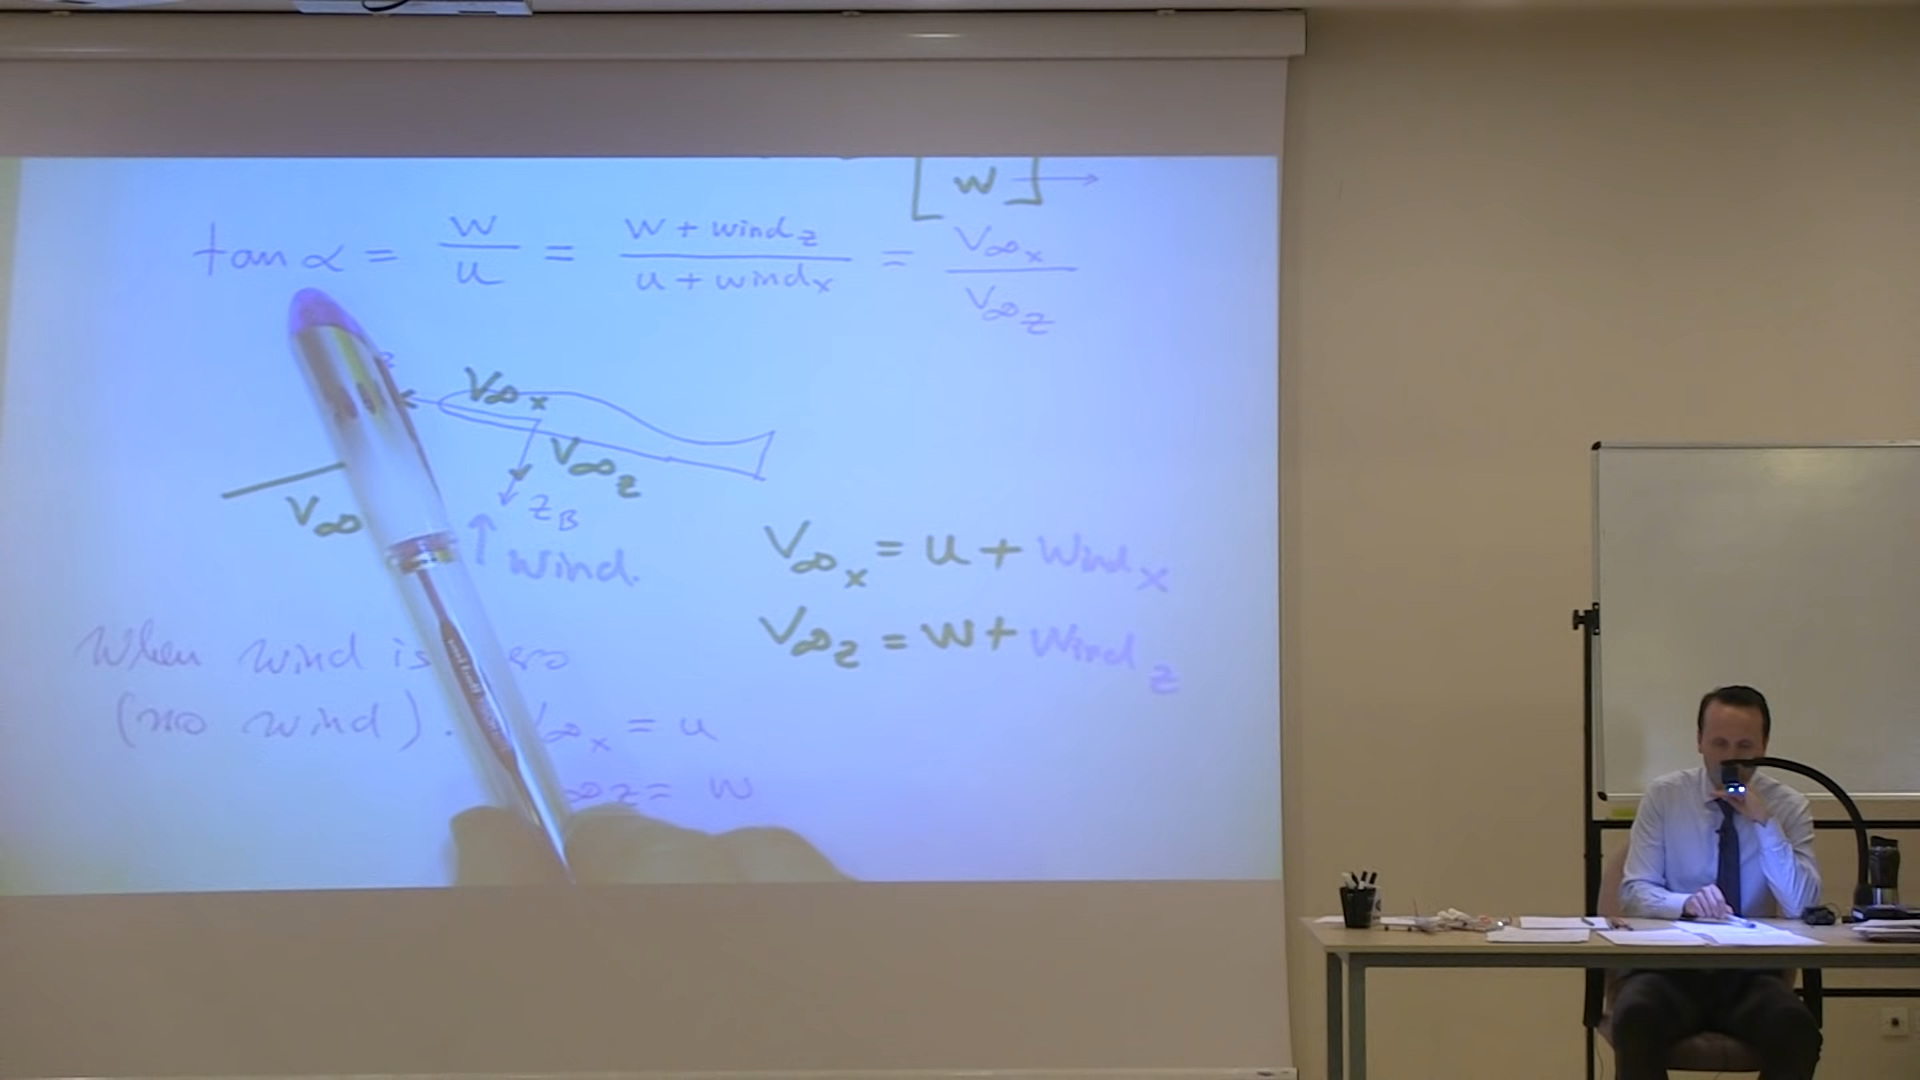 [ w ] →
tan α = w/u = (w + wind_z)/(u + wind_x) = V∞x/V∞z
V∞x
V∞z
V∞
z_B
wind.
V∞x = u + wind_x
V∞z = w + wind_z
when wind is
(no wind). ∞x = u
∞z = w